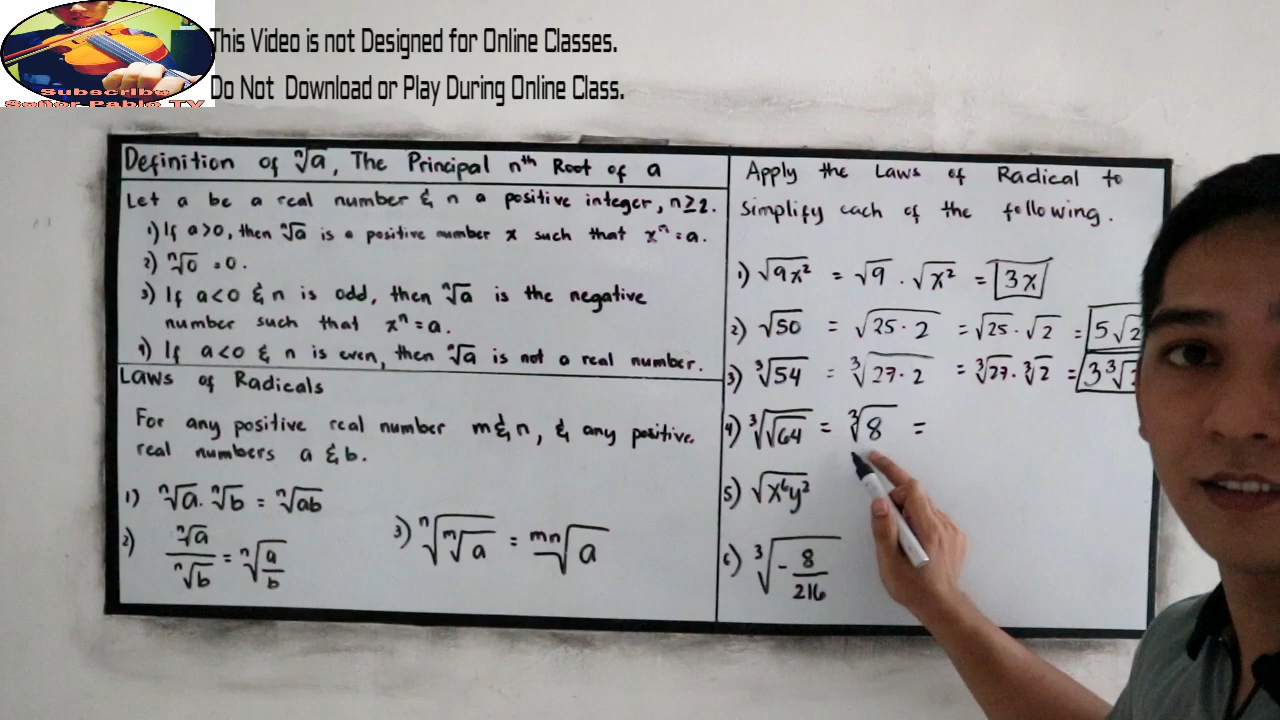 This Video is not Designed for Online Classes.
Do Not Download or Play During Online Class.
Subscribe
Señor Pablo TV
Definition of ⁿ√a, The Principal nᵗʰ Root of a
Let a be a real number & n a positive integer, n≥2.
1) If a>0, then ⁿ√a is a positive number x such that xⁿ=a.
2) ⁿ√0 =0.
3) If a<0 & n is odd, then ⁿ√a is the negative
number such that xⁿ=a.
4) If a<0 & n is even, then ⁿ√a is not a real number.
Laws of Radicals
For any positive real number m & n, & any positive
real numbers a & b.
1) ⁿ√a · ⁿ√b = ⁿ√ab
2) ⁿ√a / ⁿ√b = ⁿ√(a/b)
3) ⁿ√(ᵐ√a) = ᵐⁿ√a
Apply the Laws of Radical to
simplify each of the following.
1) √9x² = √9 · √x² = 3x
2) √50 = √25·2 = √25 · √2 = 5√2
3) ³√54 = ³√27·2 = ³√27 · ³√2 = 3³√
4) ³√√64 = ³√8 =
5) √x⁶y²
6) ³√(-8/216)